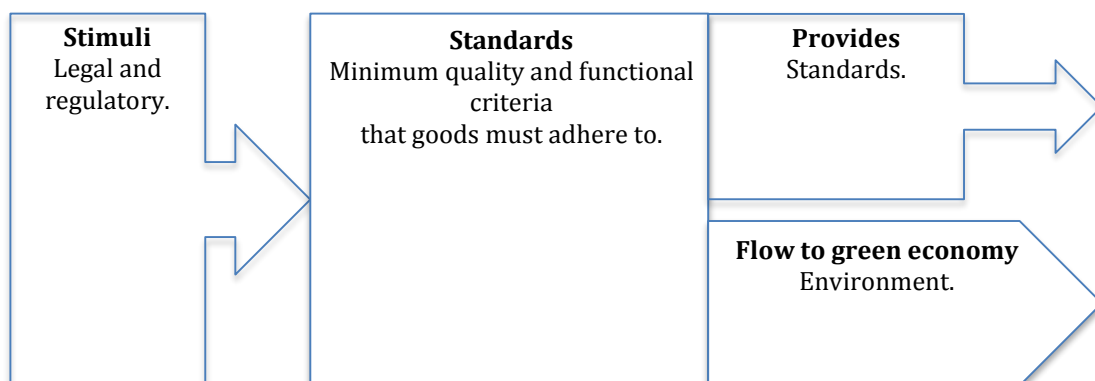 Stimuli
Legal and
regulatory.
Standards
Minimum quality and functional
criteria
that goods must adhere to.
Provides
Standards.
Flow to green economy
Environment.